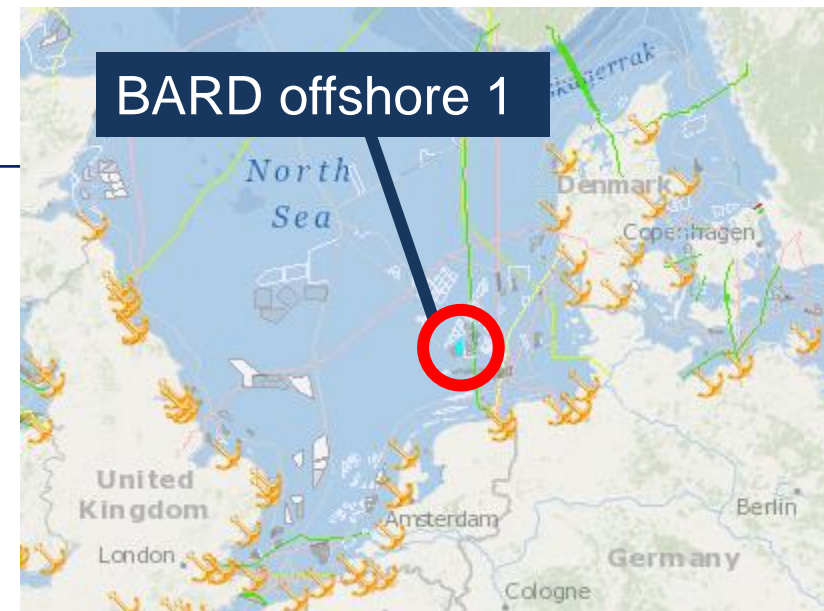 BARD offshore 1
Skagerrak
North
Sea
Denmark
Copenhagen
United
Kingdom
Amsterdam
Berlin
London
Germany
Cologne